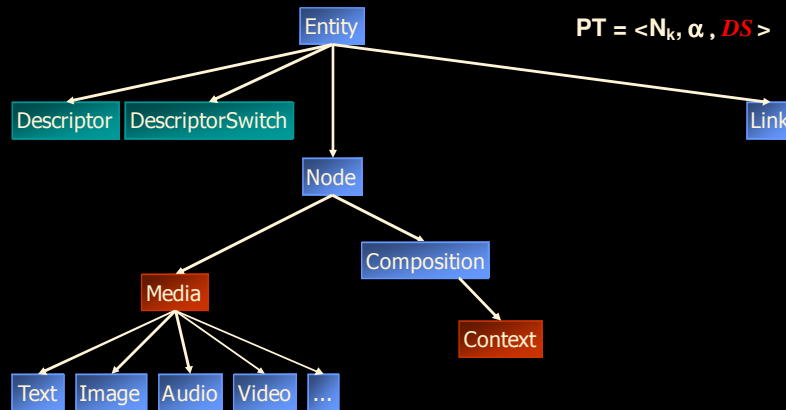 Entity
PT = <Nk, α , DS >
Descriptor DescriptorSwitch Link
Node
Composition
Media
Context
Text Image Audio Video ...